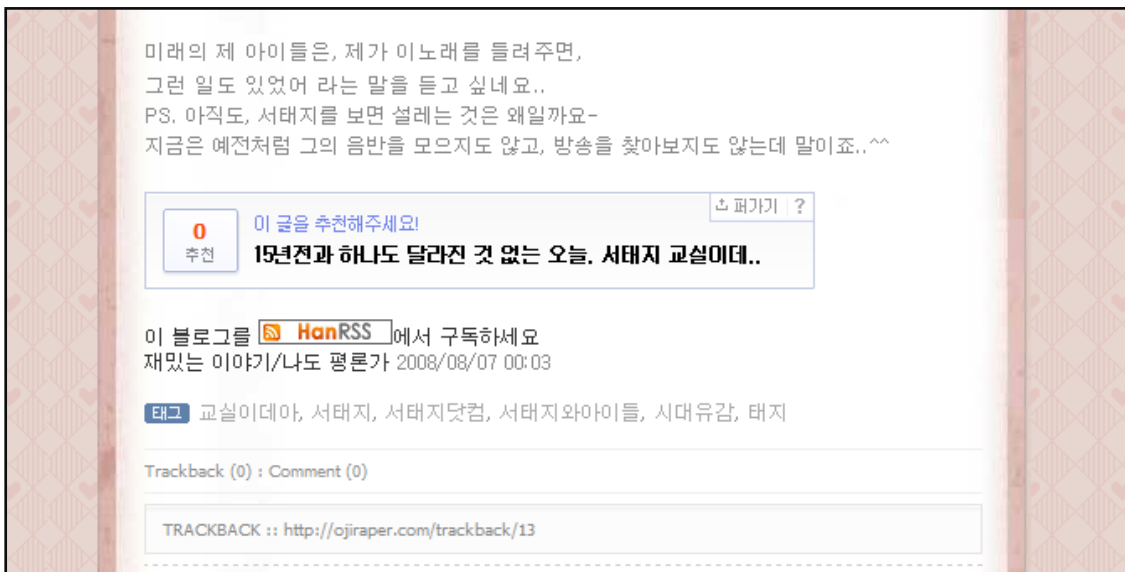 미래의 제 아이들은, 제가 이노래를 들려주면,
그런 일도 있었어 라는 말을 듣고 싶네요..
PS. 아직도, 서태지를 보면 설레는 것은 왜일까요-
지금은 예전처럼 그의 음반을 모으지도 않고, 방송을 찾아보지도 않는데 말이죠..^^
퍼가기 ?
0 이 글을 추천해주세요!
추천 15년전과 하나도 달라진 것 없는 오늘. 서태지 교실이데..
이 블로그를 HanRSS 에서 구독하세요
재밌는 이야기/나도 평론가 2008/08/07 00:03
태그 교실이데아, 서태지, 서태지닷컴, 서태지와아이들, 시대유감, 태지
Trackback (0) : Comment (0)
TRACKBACK :: http://ojiraper.com/trackback/13